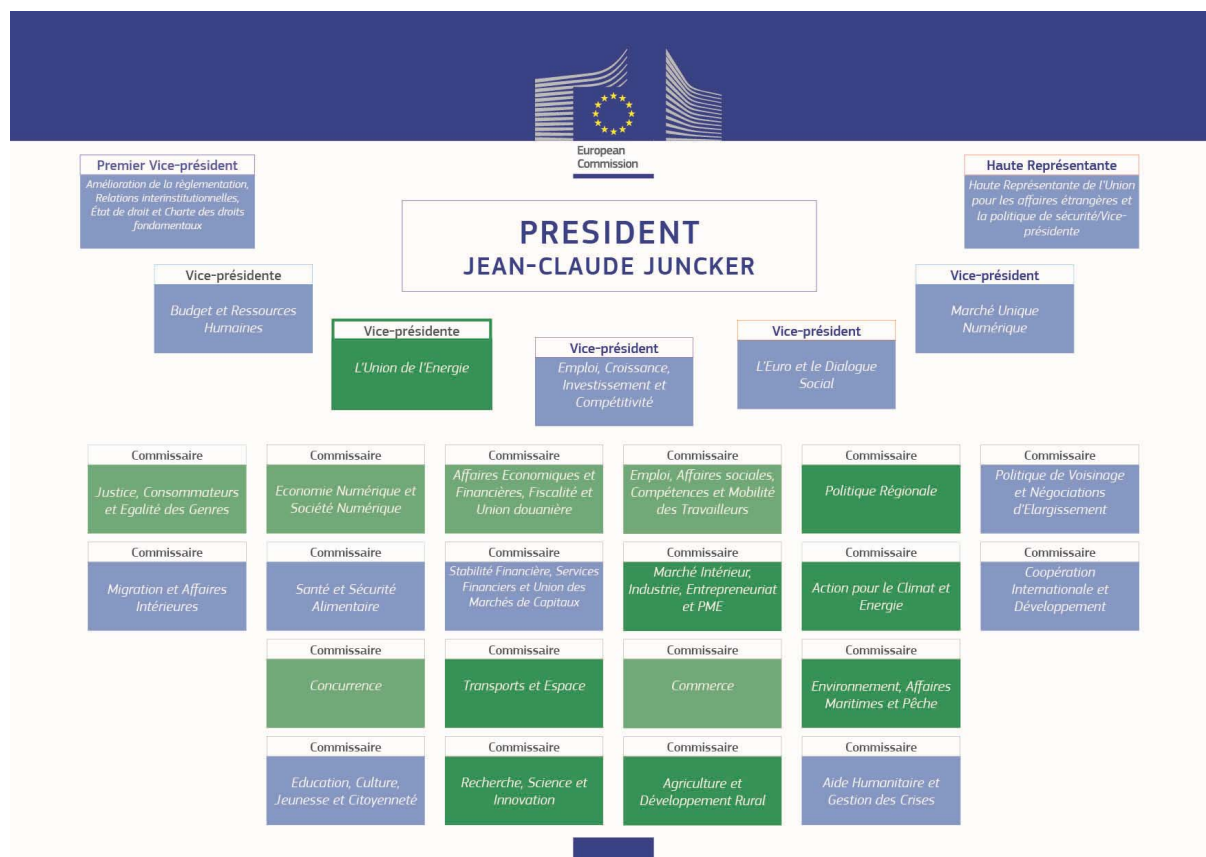 European
Commission
Premier Vice-président
Amélioration de la règlementation,
Relations interinstitutionnelles,
État de droit et Charte des droits
fondamentaux
Haute Représentante
Haute Représentante de l'Union
pour les affaires étrangères et
la politique de sécurité/Vice-
présidente
PRESIDENT
JEAN-CLAUDE JUNCKER
Vice-présidente
Budget et Ressources
Humaines
Vice-président
Marché Unique
Numérique
Vice-présidente
L'Union de l'Energie
Vice-président
Emploi, Croissance,
Investissement et
Compétitivité
Vice-président
L'Euro et le Dialogue
Social
Commissaire
Justice, Consommateurs
et Egalité des Genres
Commissaire
Economie Numérique et
Société Numérique
Commissaire
Affaires Economiques et
Financières, Fiscalité et
Union douanière
Commissaire
Emploi, Affaires sociales,
Compétences et Mobilité
des Travailleurs
Commissaire
Politique Régionale
Commissaire
Politique de Voisinage
et Négociations
d'Elargissement
Commissaire
Migration et Affaires
Intérieures
Commissaire
Santé et Sécurité
Alimentaire
Commissaire
Stabilité Financière, Services
Financiers et Union des
Marchés de Capitaux
Commissaire
Marché Intérieur,
Industrie, Entrepreneuriat
et PME
Commissaire
Action pour le Climat et
Energie
Commissaire
Coopération
Internationale et
Développement
Commissaire
Concurrence
Commissaire
Transports et Espace
Commissaire
Commerce
Commissaire
Environnement, Affaires
Maritimes et Pêche
Commissaire
Education, Culture,
Jeunesse et Citoyenneté
Commissaire
Recherche, Science et
Innovation
Commissaire
Agriculture et
Développement Rural
Commissaire
Aide Humanitaire et
Gestion des Crises